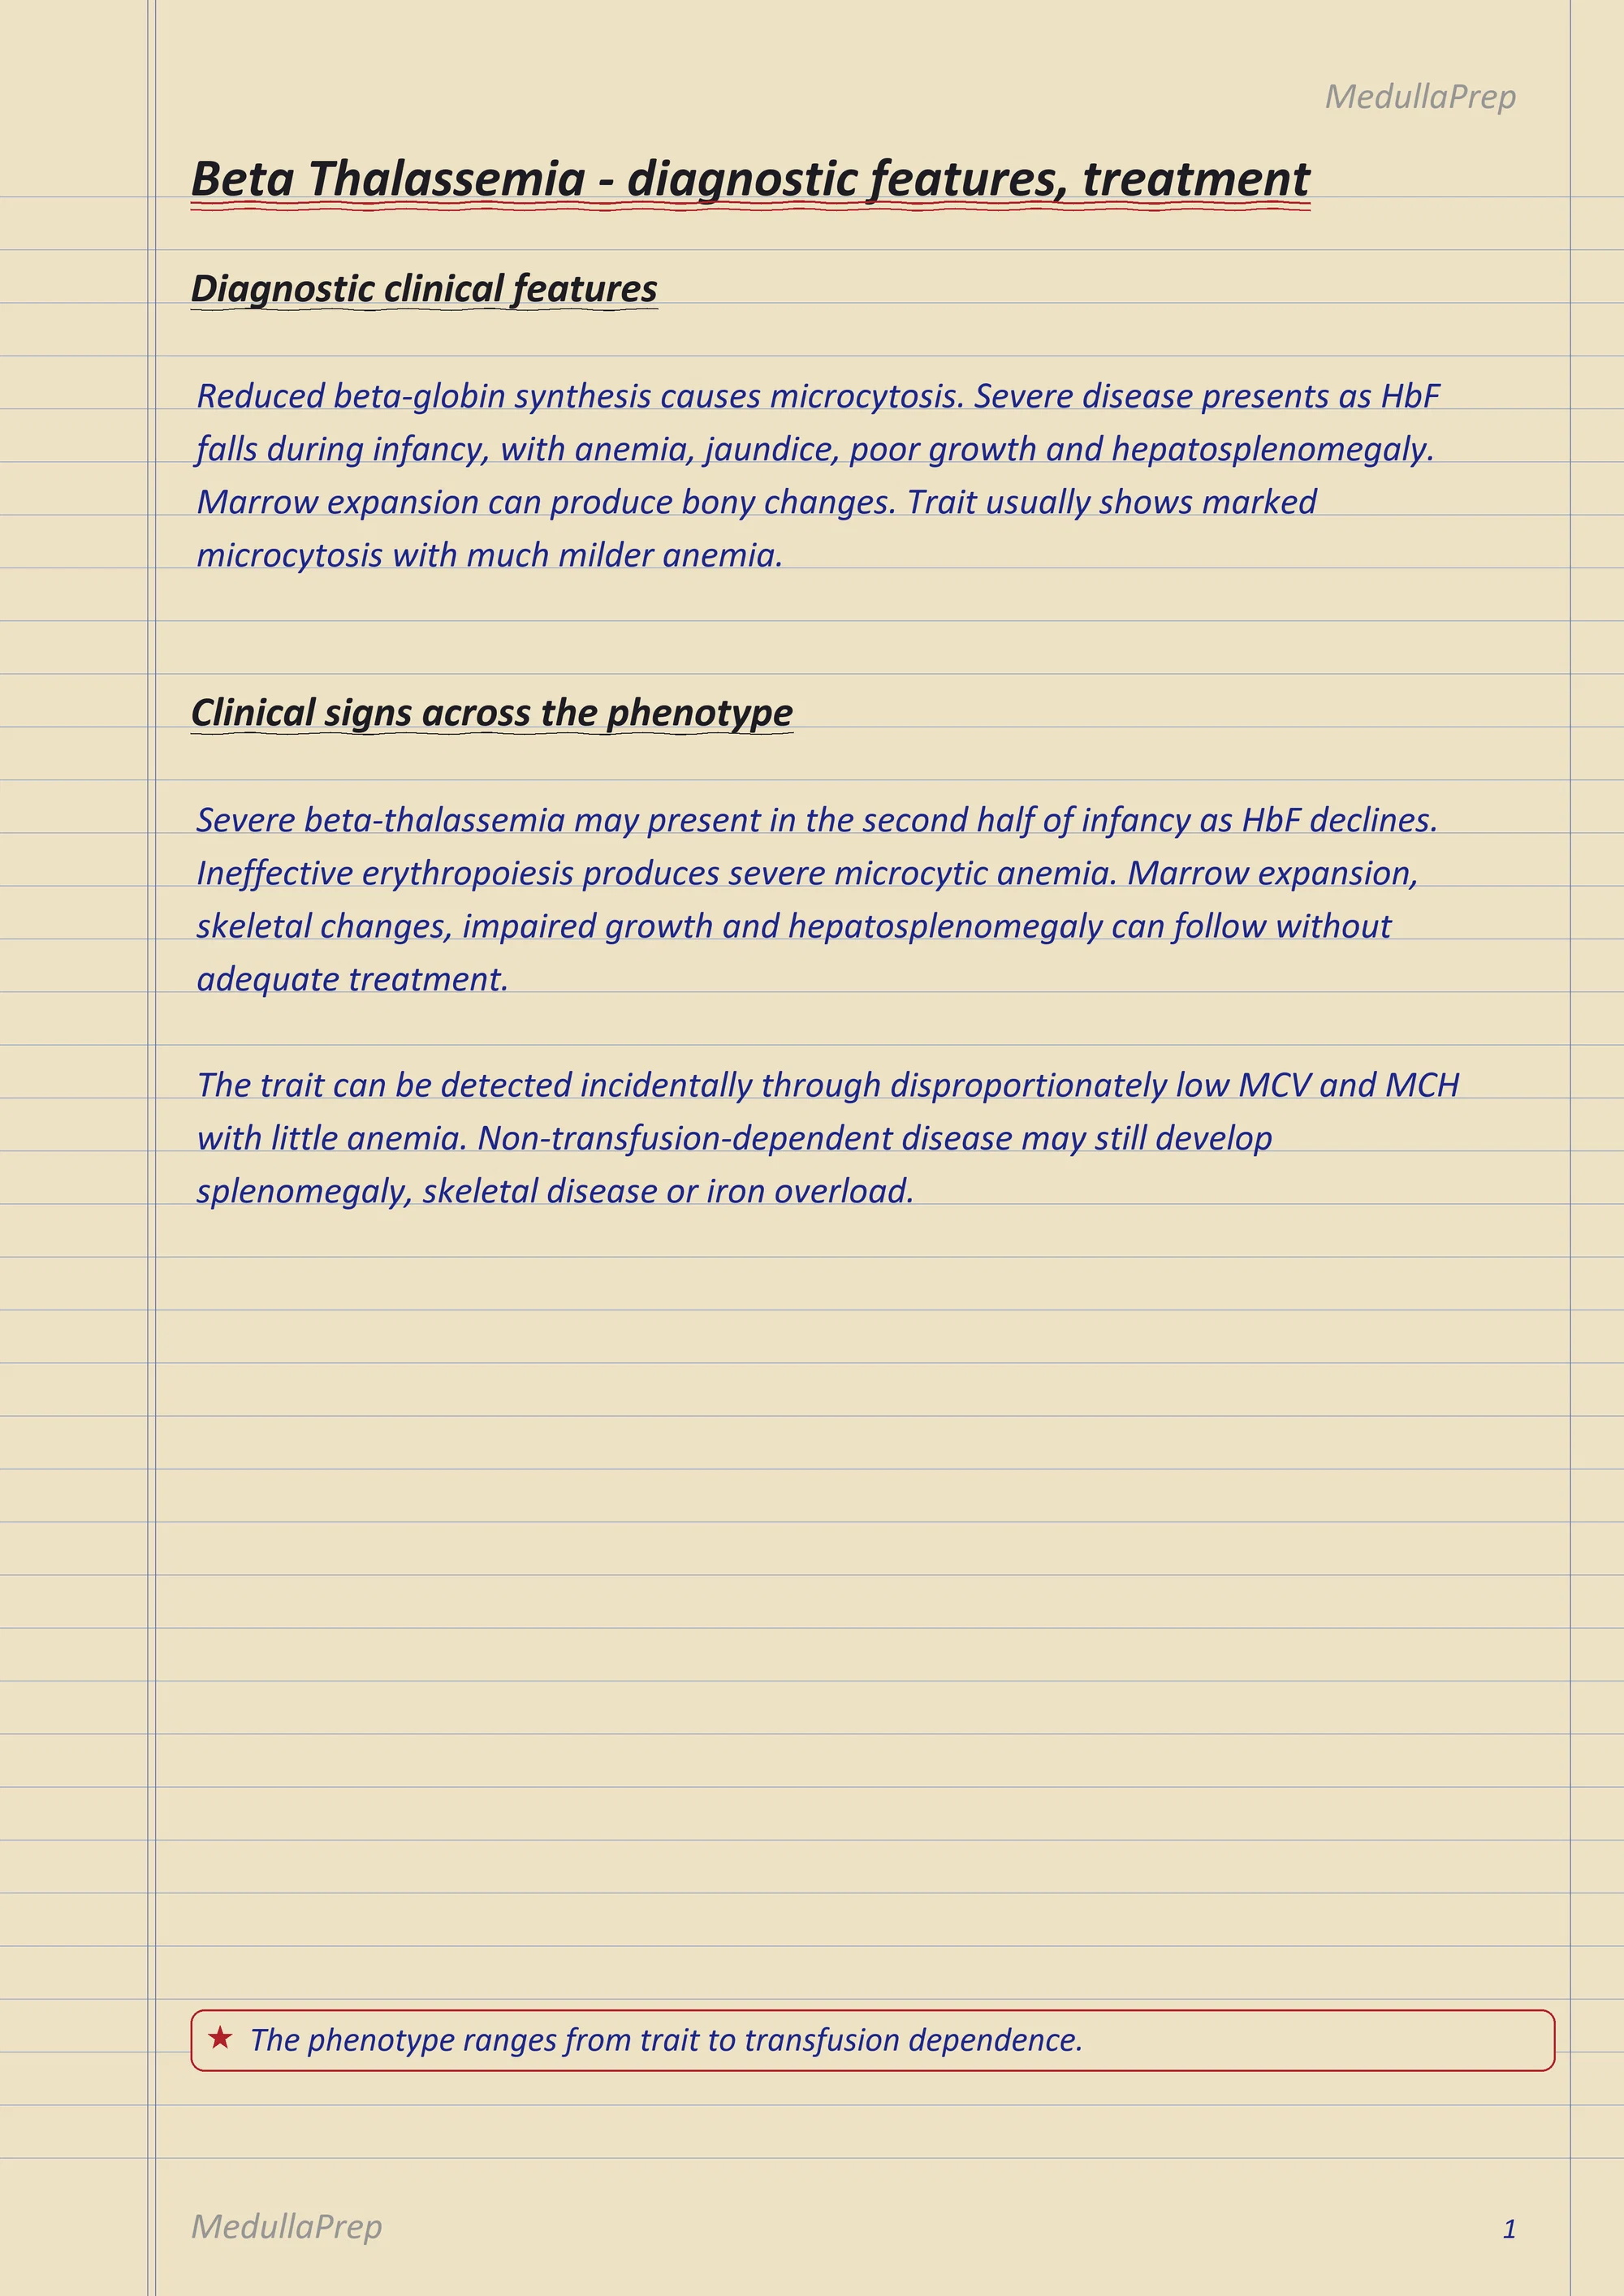 MedullaPrep
Beta Thalassemia - diagnostic features, treatment
Diagnostic clinical features
Reduced beta-globin synthesis causes microcytosis. Severe disease presents as HbF
falls during infancy, with anemia, jaundice, poor growth and hepatosplenomegaly.
Marrow expansion can produce bony changes. Trait usually shows marked
microcytosis with much milder anemia.
Clinical signs across the phenotype
Severe beta-thalassemia may present in the second half of infancy as HbF declines.
Ineffective erythropoiesis produces severe microcytic anemia. Marrow expansion,
skeletal changes, impaired growth and hepatosplenomegaly can follow without
adequate treatment.
The trait can be detected incidentally through disproportionately low MCV and MCH
with little anemia. Non-transfusion-dependent disease may still develop
splenomegaly, skeletal disease or iron overload.
★ The phenotype ranges from trait to transfusion dependence.
MedullaPrep
1